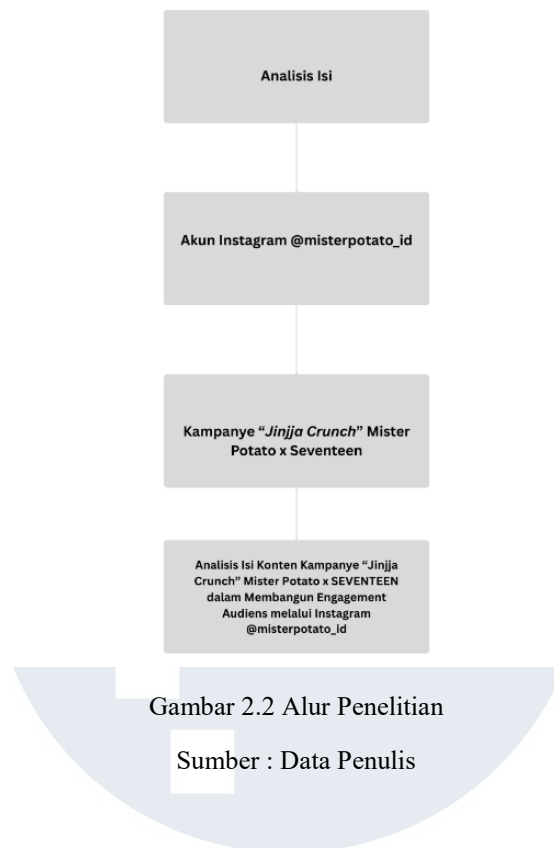 Analisis Isi
Akun Instagram @misterpotato_id
Kampanye “Jinjja Crunch” Mister
Potato x Seventeen
Analisis Isi Konten Kampanye “Jinjja
Crunch” Mister Potato x SEVENTEEN
dalam Membangun Engagement
Audiens melalui Instagram
@misterpotato_id
Gambar 2.2 Alur Penelitian
Sumber : Data Penulis